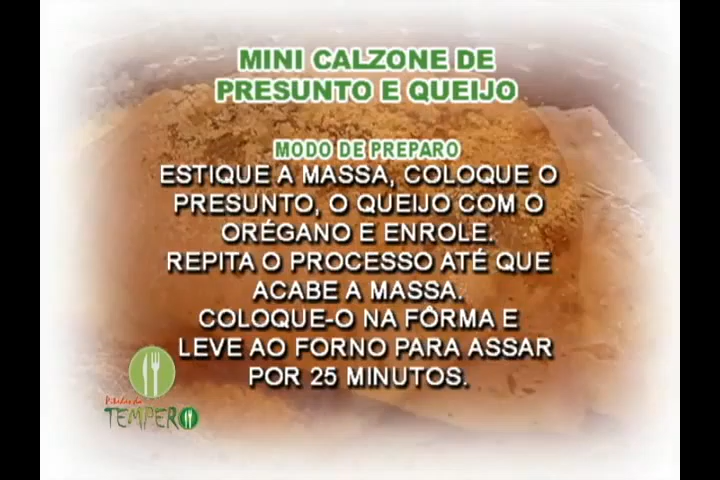 MINI CALZONE DE
PRESUNTO E QUEIJO
MODO DE PREPARO
ESTIQUE A MASSA, COLOQUE O
PRESUNTO, O QUEIJO COM O
ORÉGANO E ENROLE.
REPITA O PROCESSO ATÉ QUE
ACABE A MASSA.
COLOQUE-O NA FÔRMA E
LEVE AO FORNO PARA ASSAR
POR 25 MINUTOS.
TEMPERO